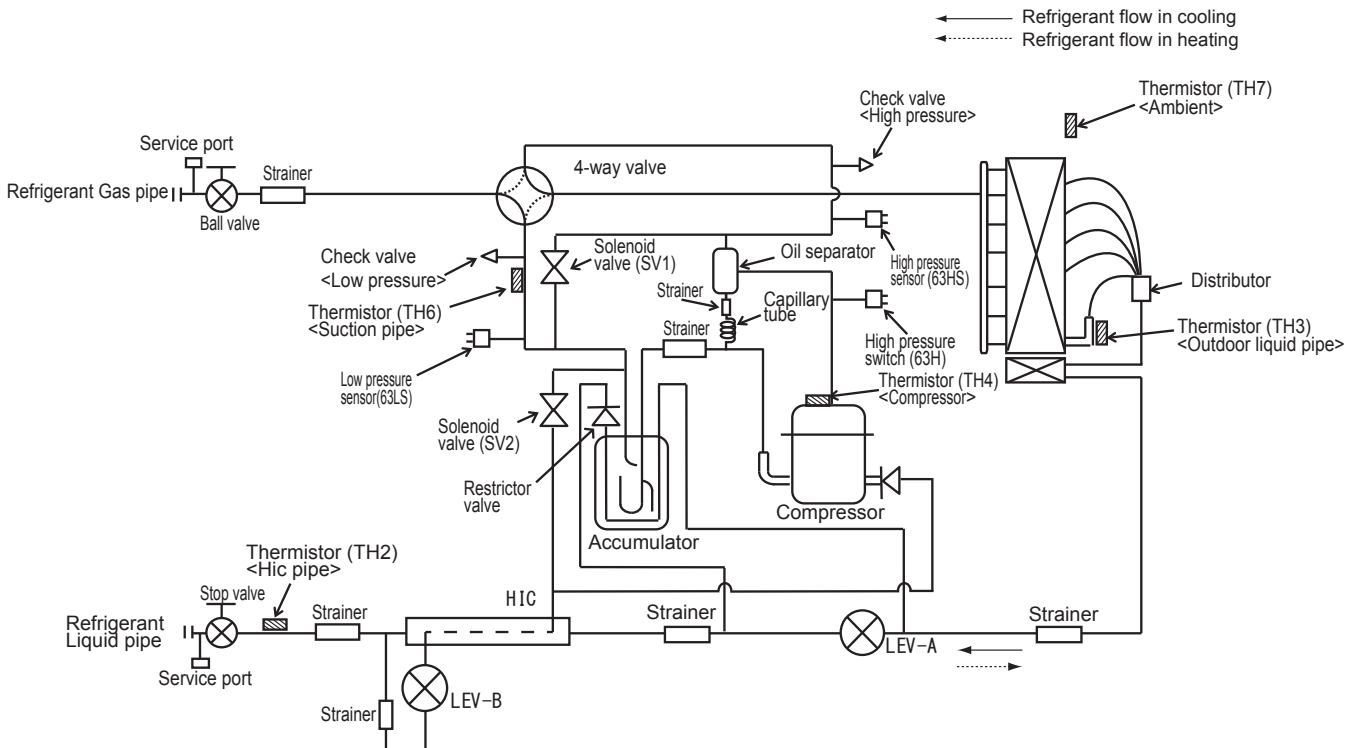 Refrigerant flow in cooling
Refrigerant flow in heating
Thermistor (TH7)
<Ambient>
Check valve
<High pressure>
Service port
4-way valve
Strainer
Refrigerant Gas pipe
Ball valve
Solenoid
valve (SV1)
Oil separator
Check valve
<Low pressure>
High pressure
sensor (63HS)
Distributor
Strainer
Capillary
tube
Thermistor (TH6)
<Suction pipe>
Strainer
Thermistor (TH3)
<Outdoor liquid pipe>
High pressure
switch (63H)
Low pressure
sensor(63LS)
Thermistor (TH4)
<Compressor>
Solenoid
valve (SV2)
Restrictor
valve
Compressor
Accumulator
Thermistor (TH2)
<Hic pipe>
Stop valve
HIC
Strainer
Strainer
Strainer
Refrigerant
Liquid pipe
LEV-A
Service port
LEV-B
Strainer